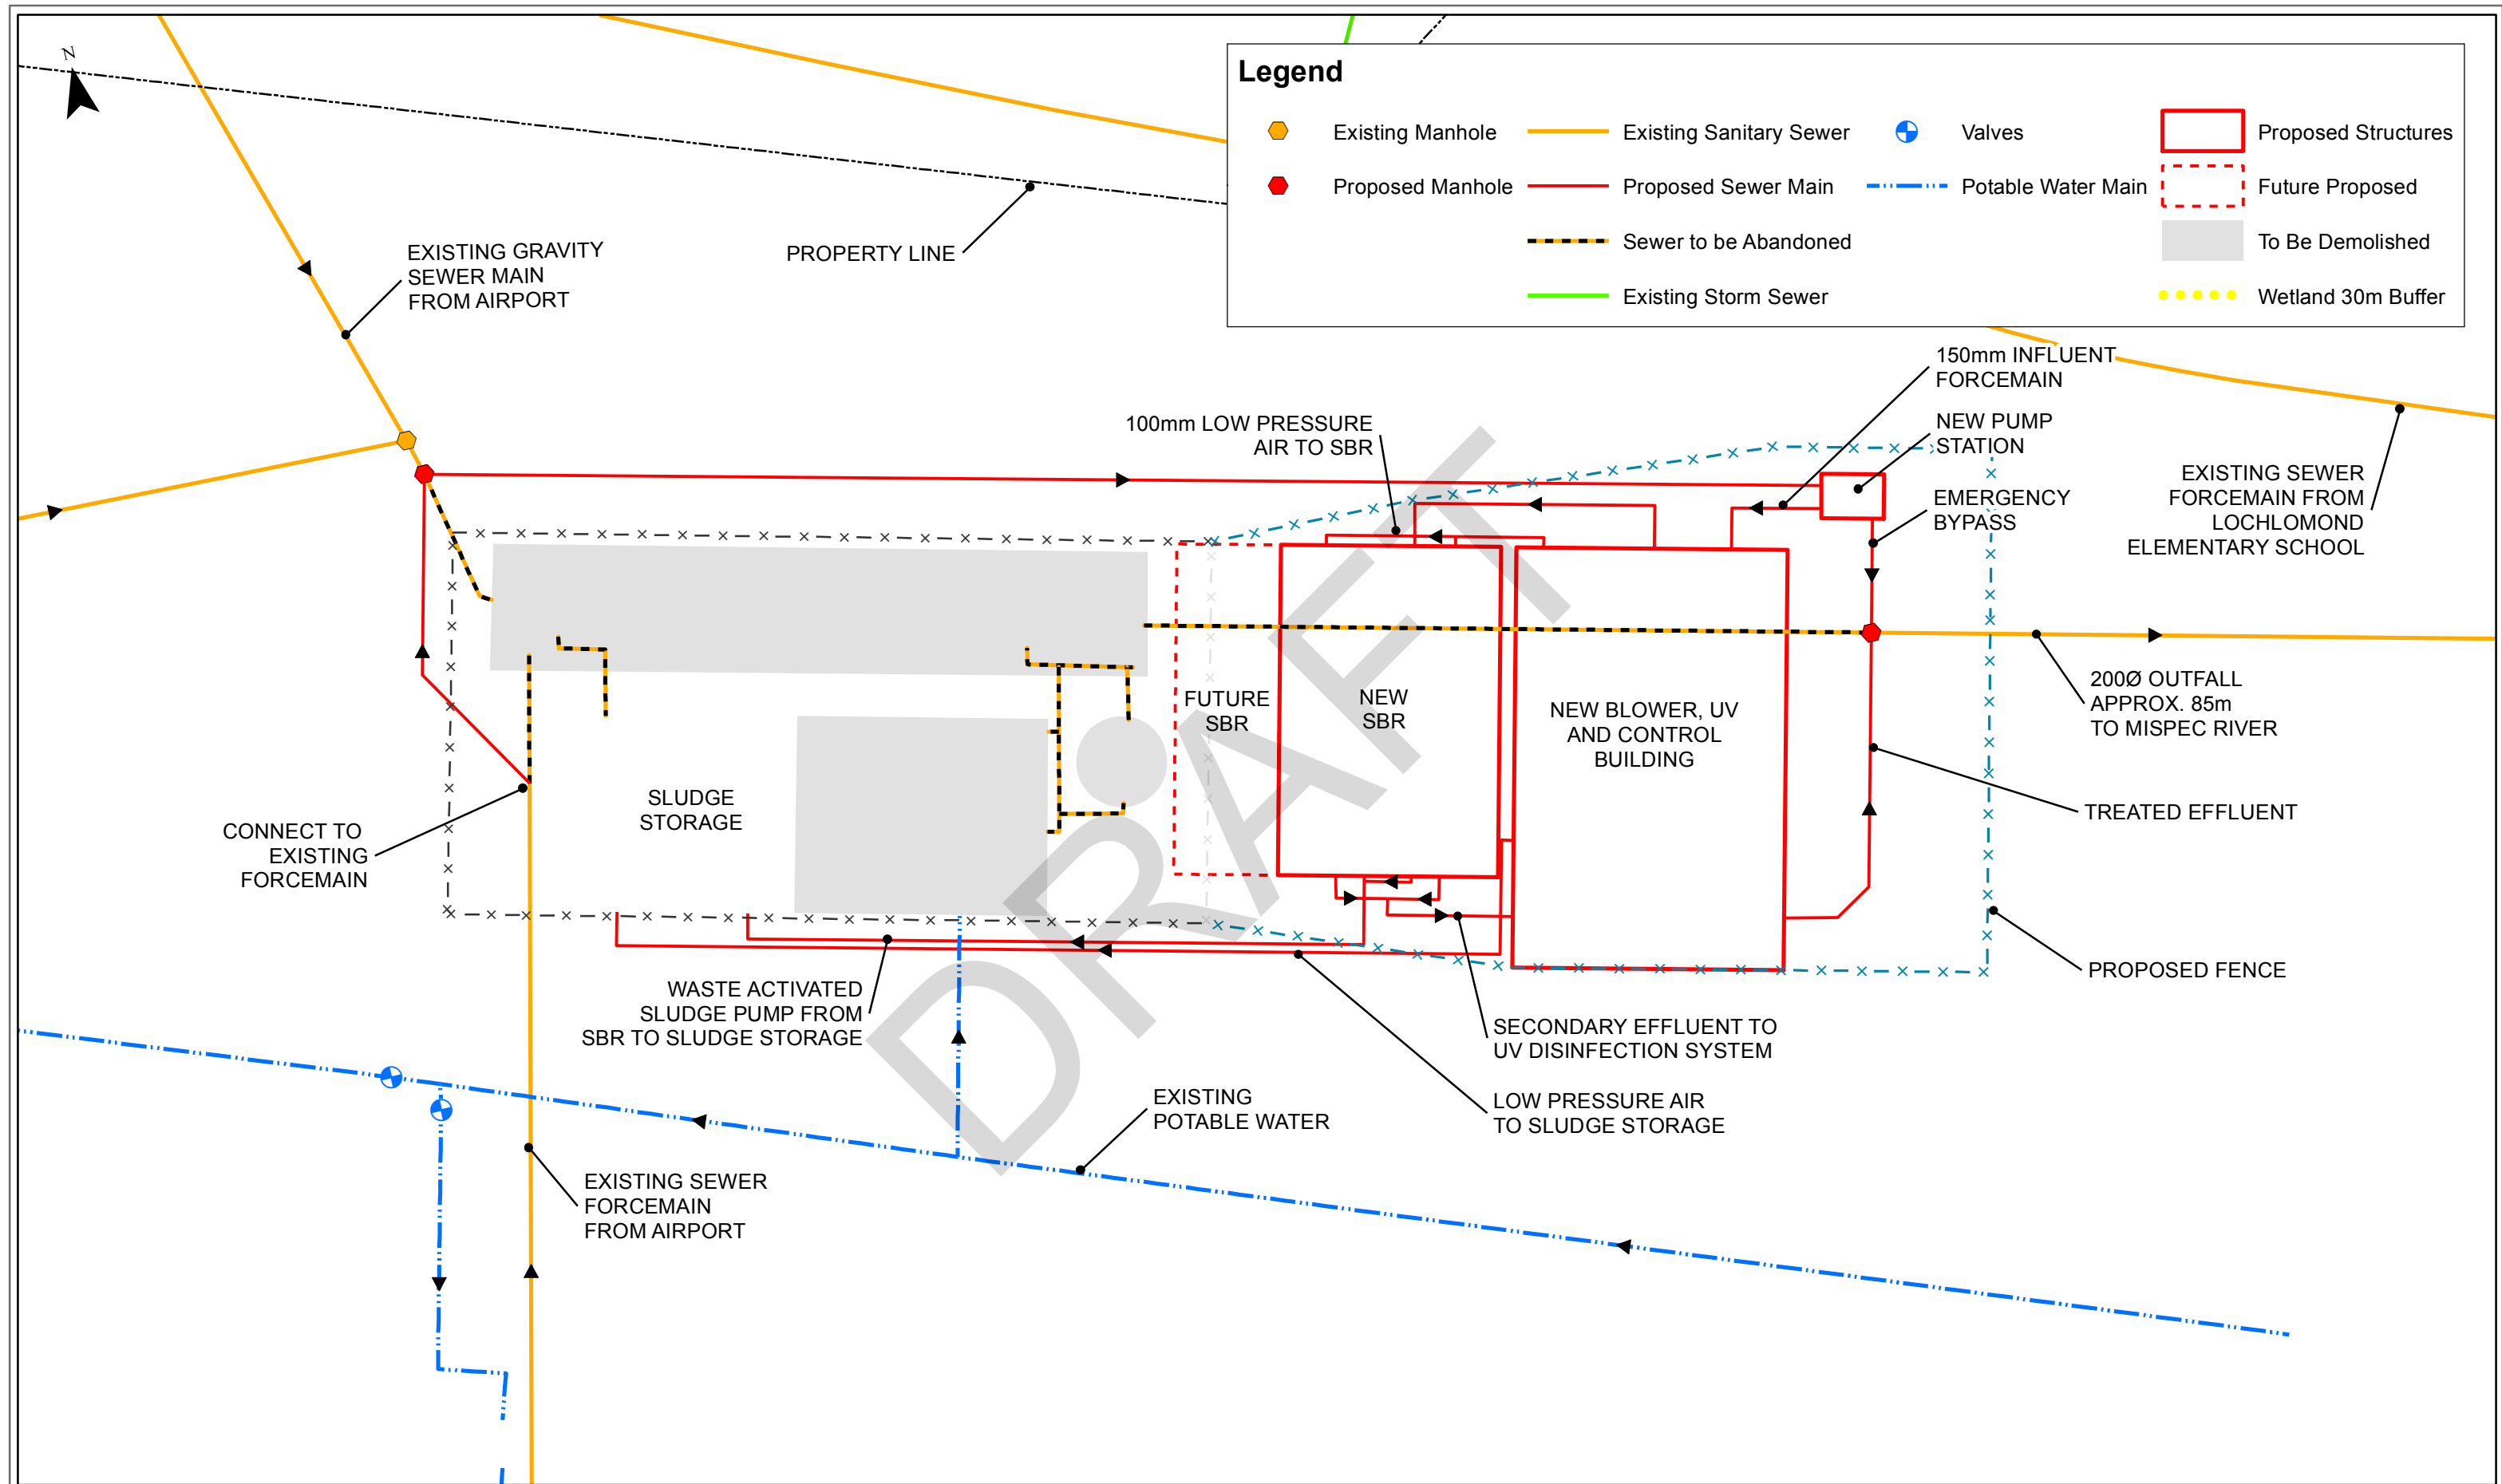 N
Legend
Existing Manhole
Existing Sanitary Sewer
Valves
Proposed Structures
Proposed Manhole
Proposed Sewer Main
Potable Water Main
Future Proposed
Sewer to be Abandoned
To Be Demolished
Existing Storm Sewer
Wetland 30m Buffer
EXISTING GRAVITY
SEWER MAIN
FROM AIRPORT
PROPERTY LINE
150mm INFLUENT
FORCEMAIN
100mm LOW PRESSURE
AIR TO SBR
NEW PUMP
STATION
EXISTING SEWER
FORCEMAIN FROM
LOCHLOMOND
ELEMENTARY SCHOOL
EMERGENCY
BYPASS
FUTURE
SBR
NEW
SBR
NEW BLOWER, UV
AND CONTROL
BUILDING
200Ø OUTFALL
APPROX. 85m
TO MISPEC RIVER
SLUDGE
STORAGE
TREATED EFFLUENT
CONNECT TO
EXISTING
FORCEMAIN
DRAFT
PROPOSED FENCE
WASTE ACTIVATED
SLUDGE PUMP FROM
SBR TO SLUDGE STORAGE
SECONDARY EFFLUENT TO
UV DISINFECTION SYSTEM
EXISTING
POTABLE WATER
LOW PRESSURE AIR
TO SLUDGE STORAGE
EXISTING SEWER
FORCEMAIN
FROM AIRPORT